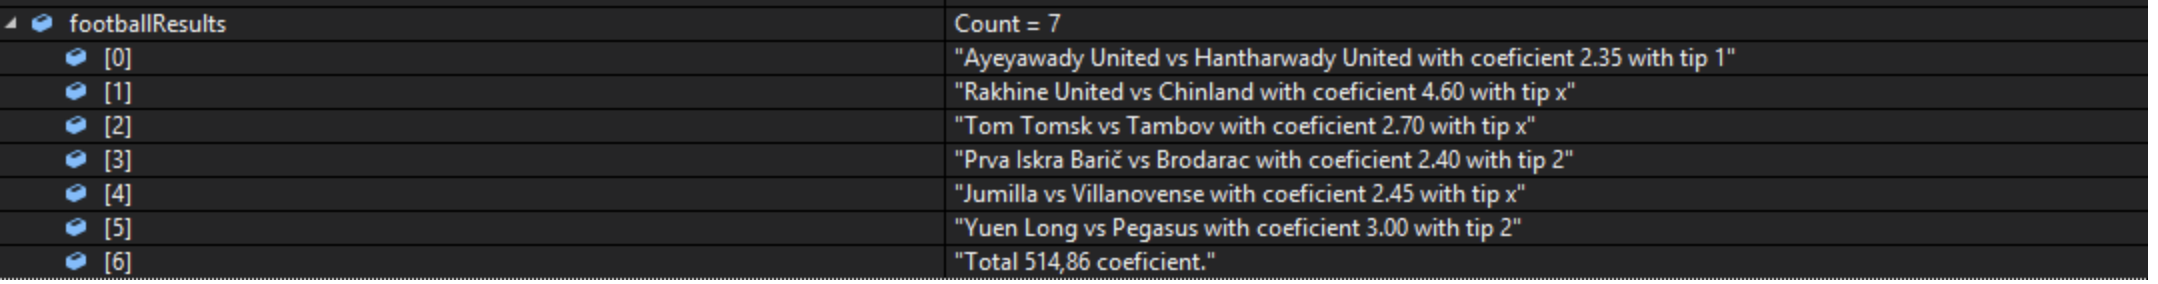 footballResults Count = 7
[0] "Ayeyawady United vs Hantharwady United with coeficient 2.35 with tip 1"
[1] "Rakhine United vs Chinland with coeficient 4.60 with tip x"
[2] "Tom Tomsk vs Tambov with coeficient 2.70 with tip x"
[3] "Prva Iskra Barič vs Brodarac with coeficient 2.40 with tip 2"
[4] "Jumilla vs Villanovense with coeficient 2.45 with tip x"
[5] "Yuen Long vs Pegasus with coeficient 3.00 with tip 2"
[6] "Total 514,86 coeficient."